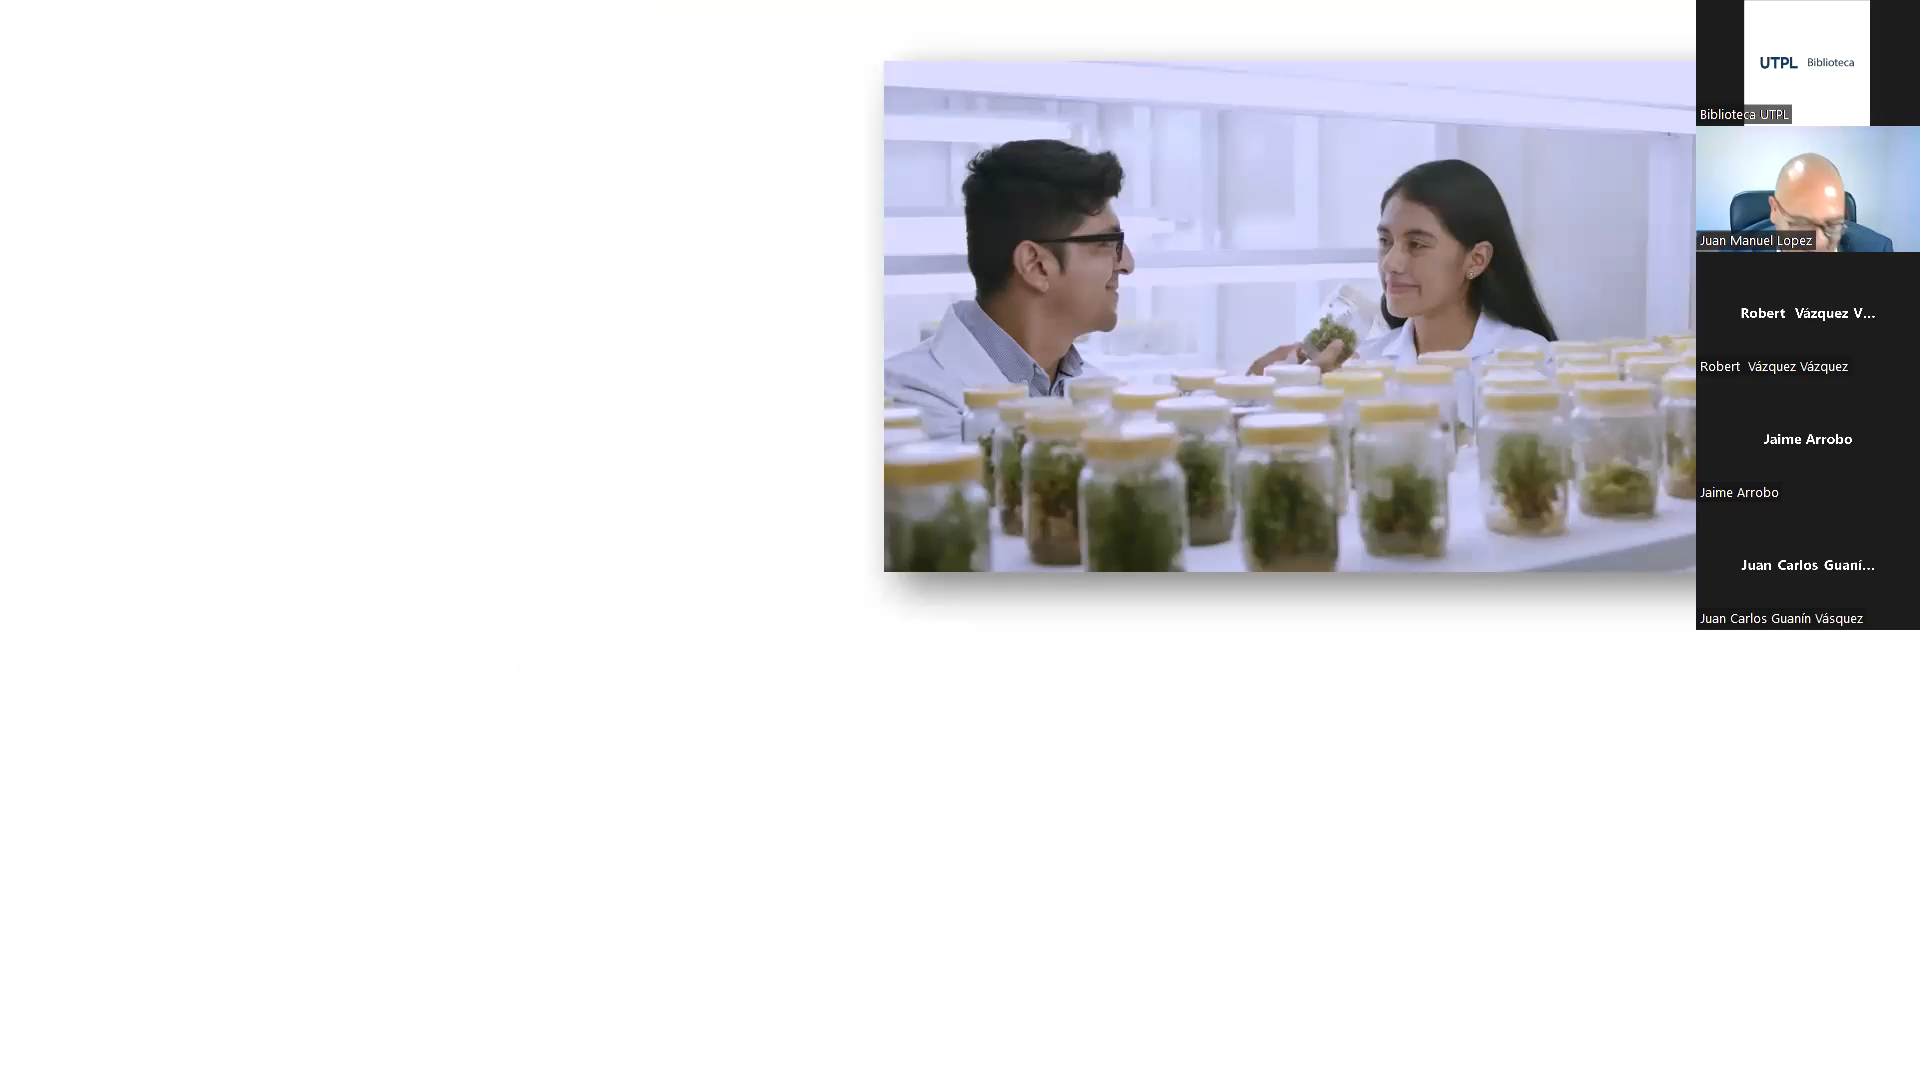 UTPL Biblioteca
Biblioteca UTPL
Juan Manuel Lopez
Robert Vázquez V...
Robert Vázquez Vázquez
Jaime Arrobo
Jaime Arrobo
Juan Carlos Guaní...
Juan Carlos Guanín Vásquez